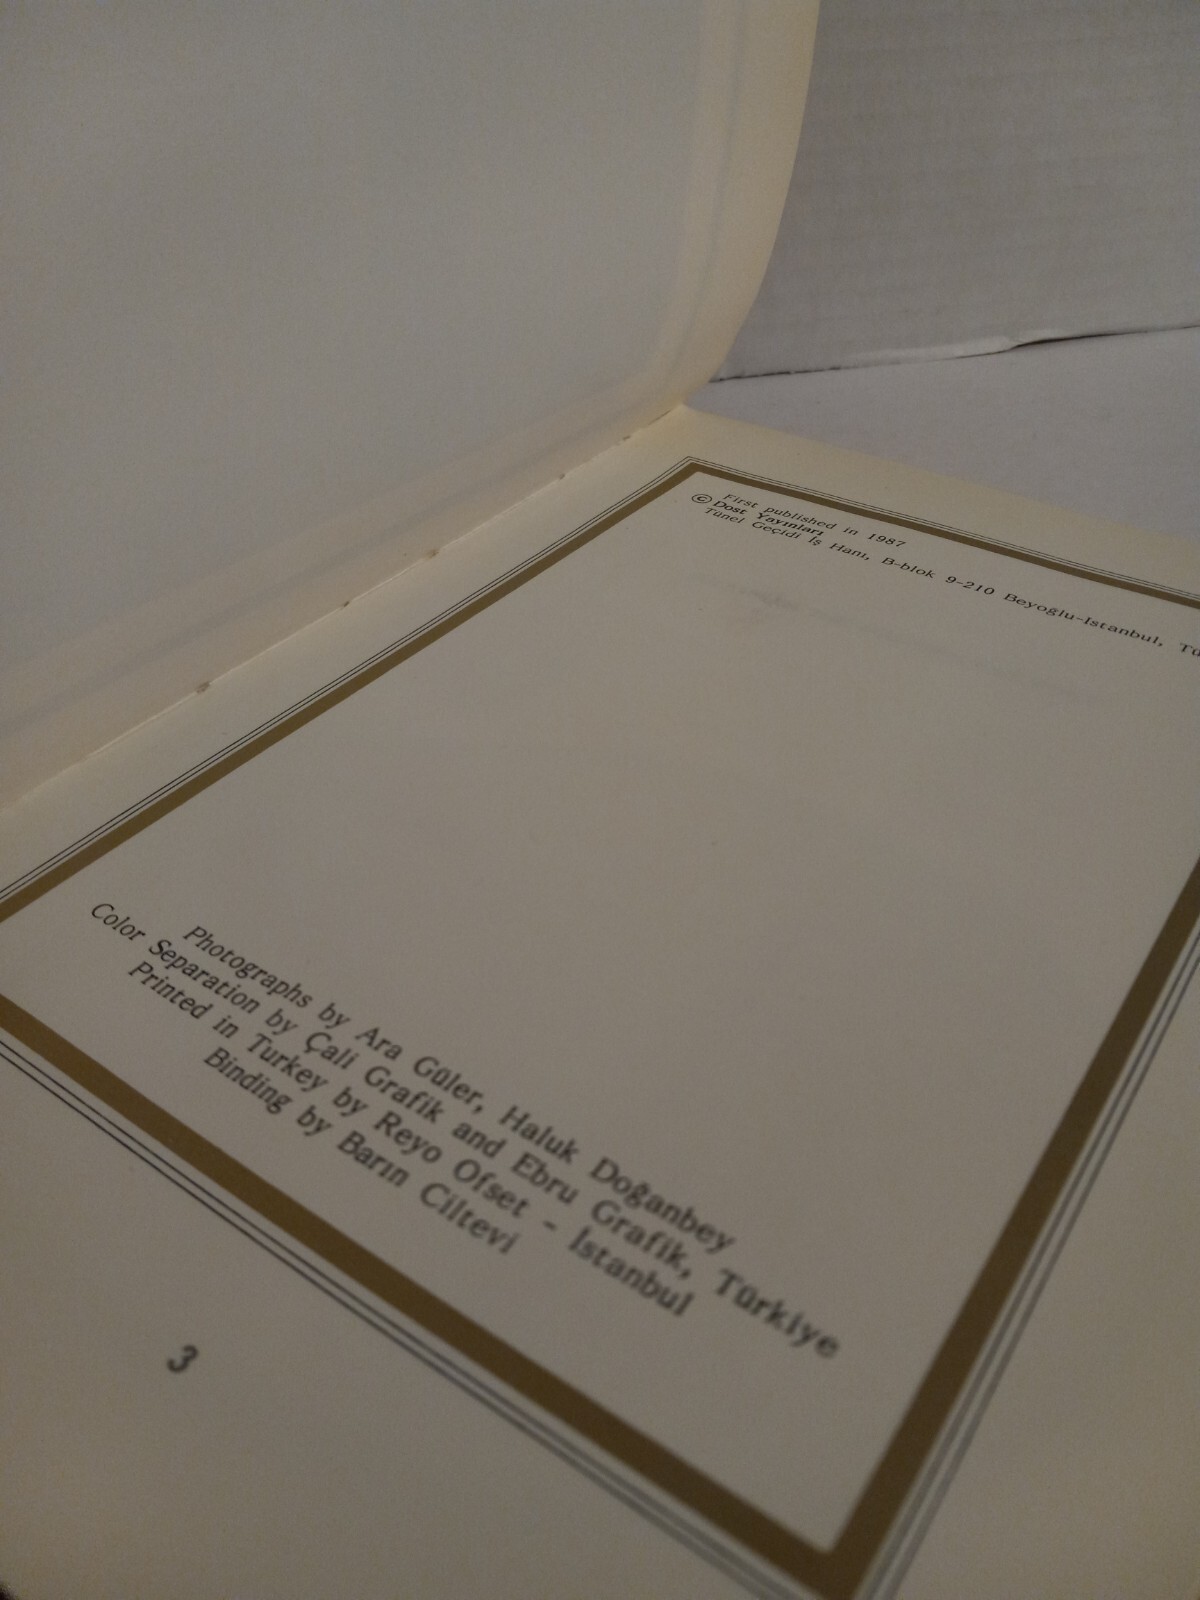 First published in 1987
© Dost Yayınları
Tünel Geçidi İş Hanı, B-blok 9-210 Beyoğlu-İstanbul,
Photographs by Ara Güler, Haluk Doğanbey
Color Separation by Çali Grafik and Ebru Grafik, Türkiye
Printed in Turkey by Reyo Ofset - İstanbul
Binding by Barın Ciltevi
3